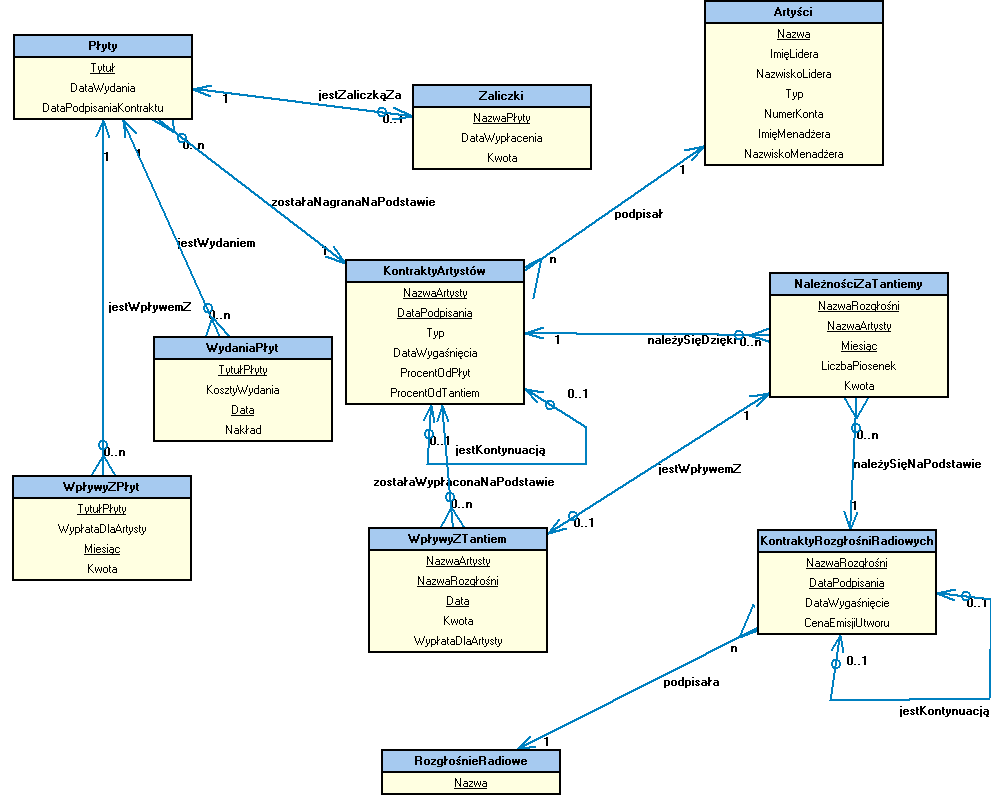 Artyści
Nazwa
ImięLidera
NazwiskoLidera
Typ
NumerKonta
ImięMenadżera
NazwiskoMenadżera
Płyty
Tytuł
DataWydania
DataPodpisaniaKontraktu
1
jestZaliczkąZa
0..1
Zaliczki
NazwaPłyty
DataWypłacenia
Kwota
1
1
0..n
zostałaNagranaNaPodstawie
1
podpisał
1
n
jestWydaniem
jestWpływemZ
0..n
0..n
KontraktyArtystów
NazwaArtysty
DataPodpisania
Typ
DataWygaśnięcia
ProcentOdPłyt
ProcentOdTantiem
NależnościZaTantiemy
NazwaRozgłośni
NazwaArtysty
Miesiąc
LiczbaPiosenek
Kwota
1
należySięDzięki
0..n
WydaniaPłyt
TytułPłyty
KosztyWydania
Data
Nakład
0..1
0..1
jestKontynuacją
1
jestWpływemZ
0..1
0..n
należySięNaPodstawie
1
zostałaWypłaconaNaPodstawie
0..n
WpływyZPłyt
TytułPłyty
WypłataDlaArtysty
Miesiąc
Kwota
WpływyZTantiem
NazwaArtysty
NazwaRozgłośni
Data
Kwota
WypłataDlaArtysty
KontraktyRozgłośniRadiowych
NazwaRozgłośni
DataPodpisania
DataWygaśnięcie
CenaEmisjiUtworu
0..1
0..1
jestKontynuacją
n
podpisała
1
RozgłośnieRadiowe
Nazwa